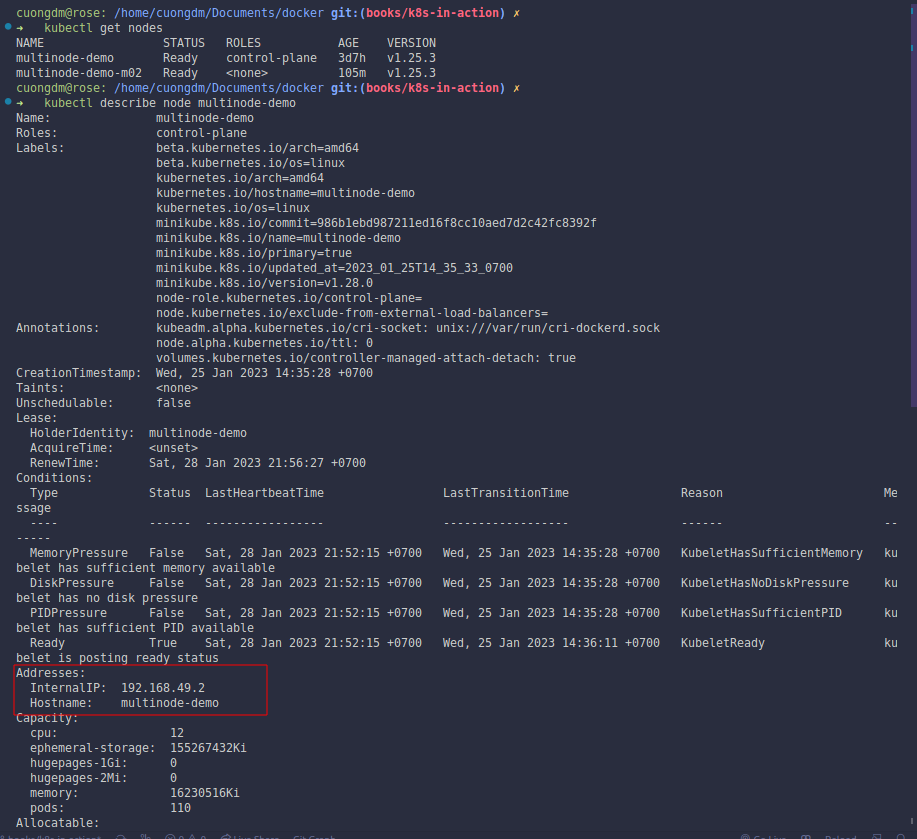 cuongdm@rose: /home/cuongdm/Documents/docker git:(books/k8s-in-action) ✗
➜ kubectl get nodes
NAME STATUS ROLES AGE VERSION
multinode-demo Ready control-plane 3d7h v1.25.3
multinode-demo-m02 Ready <none> 105m v1.25.3
cuongdm@rose: /home/cuongdm/Documents/docker git:(books/k8s-in-action) ✗
➜ kubectl describe node multinode-demo
Name: multinode-demo
Roles: control-plane
Labels: beta.kubernetes.io/arch=amd64
beta.kubernetes.io/os=linux
kubernetes.io/arch=amd64
kubernetes.io/hostname=multinode-demo
kubernetes.io/os=linux
minikube.k8s.io/commit=986b1ebd987211ed16f8cc10aed7d2c42fc8392f
minikube.k8s.io/name=multinode-demo
minikube.k8s.io/primary=true
minikube.k8s.io/updated_at=2023_01_25T14_35_33_0700
minikube.k8s.io/version=v1.28.0
node-role.kubernetes.io/control-plane=
node.kubernetes.io/exclude-from-external-load-balancers=
Annotations: kubeadm.alpha.kubernetes.io/cri-socket: unix:///var/run/cri-dockerd.sock
node.alpha.kubernetes.io/ttl: 0
volumes.kubernetes.io/controller-managed-attach-detach: true
CreationTimestamp: Wed, 25 Jan 2023 14:35:28 +0700
Taints: <none>
Unschedulable: false
Lease:
HolderIdentity: multinode-demo
AcquireTime: <unset>
RenewTime: Sat, 28 Jan 2023 21:56:27 +0700
Conditions:
Type Status LastHeartbeatTime LastTransitionTime Reason Me
ssage
---- ------ ----------------- ------------------ ------ --
-----
MemoryPressure False Sat, 28 Jan 2023 21:52:15 +0700 Wed, 25 Jan 2023 14:35:28 +0700 KubeletHasSufficientMemory ku
belet has sufficient memory available
DiskPressure False Sat, 28 Jan 2023 21:52:15 +0700 Wed, 25 Jan 2023 14:35:28 +0700 KubeletHasNoDiskPressure ku
belet has no disk pressure
PIDPressure False Sat, 28 Jan 2023 21:52:15 +0700 Wed, 25 Jan 2023 14:35:28 +0700 KubeletHasSufficientPID ku
belet has sufficient PID available
Ready True Sat, 28 Jan 2023 21:52:15 +0700 Wed, 25 Jan 2023 14:36:11 +0700 KubeletReady ku
belet is posting ready status
Addresses:
InternalIP: 192.168.49.2
Hostname: multinode-demo
Capacity:
cpu: 12
ephemeral-storage: 155267432Ki
hugepages-1Gi: 0
hugepages-2Mi: 0
memory: 16230516Ki
pods: 110
Allocatable: